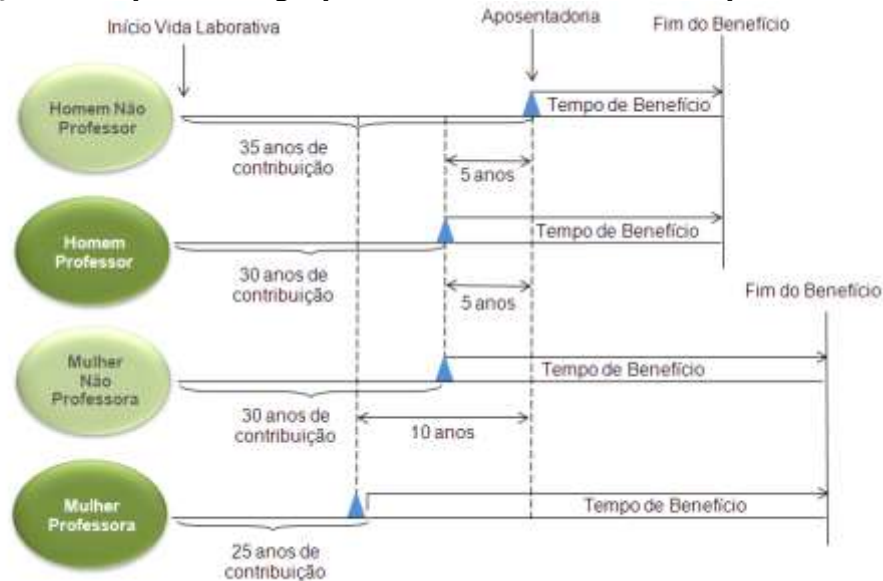 Início Vida Laborativa
Aposentadoria
Fim do Benefício
Homem Não
Professor
Tempo de Benefício
35 anos de
contribuição
5 anos
Homem
Professor
Tempo de Benefício
30 anos de
contribuição
5 anos
Fim do Benefício
Mulher
Não
Professora
Tempo de Benefício
30 anos de
contribuição
10 anos
Mulher
Professora
Tempo de Benefício
25 anos de
contribuição